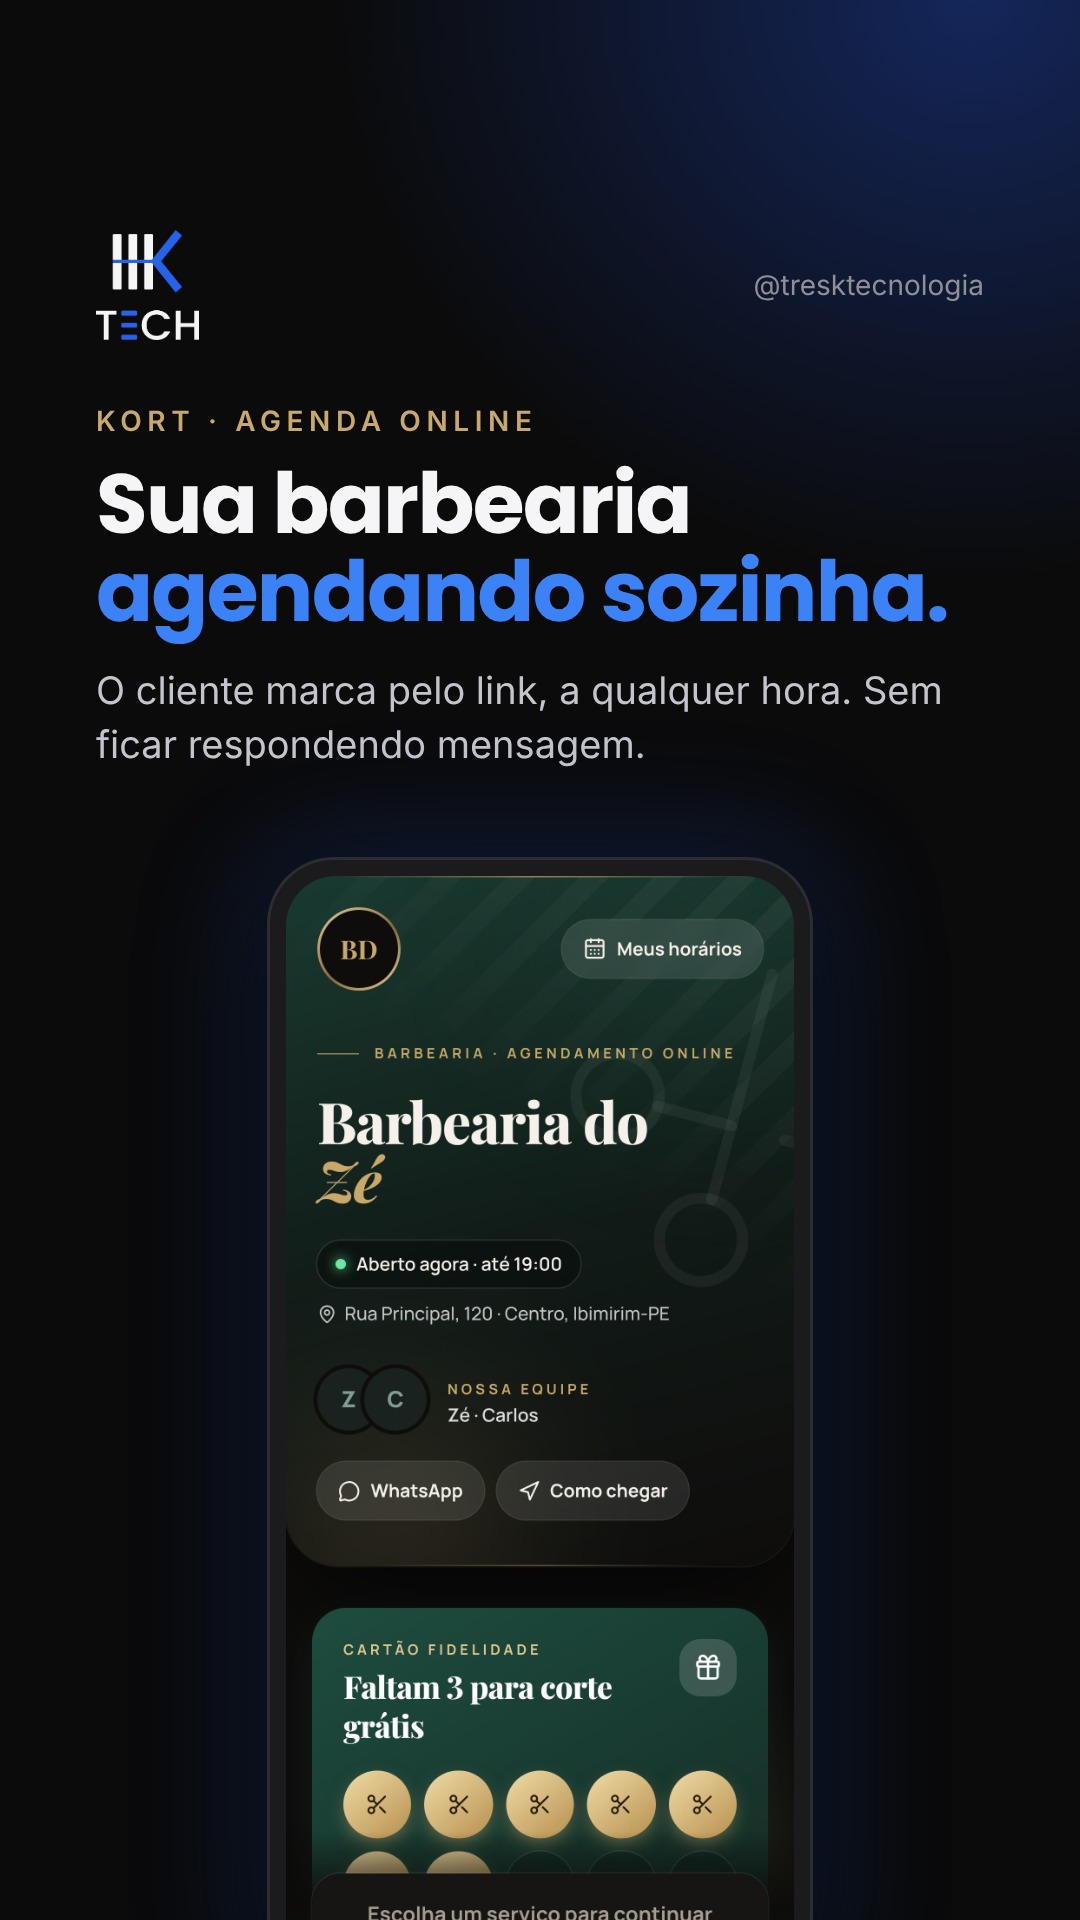 TECH
@tresktecnologia
KORT · AGENDA ONLINE
Sua barbearia
agendando sozinha.
O cliente marca pelo link, a qualquer hora. Sem
ficar respondendo mensagem.
BD
Meus horários
BARBEARIA · AGENDAMENTO ONLINE
Barbearia do
Zé
Aberto agora · até 19:00
Rua Principal, 120 · Centro, Ibimirim-PE
Z C
NOSSA EQUIPE
Zé · Carlos
WhatsApp
Como chegar
CARTÃO FIDELIDADE
Faltam 3 para corte
grátis
Escolha um serviço para continuar